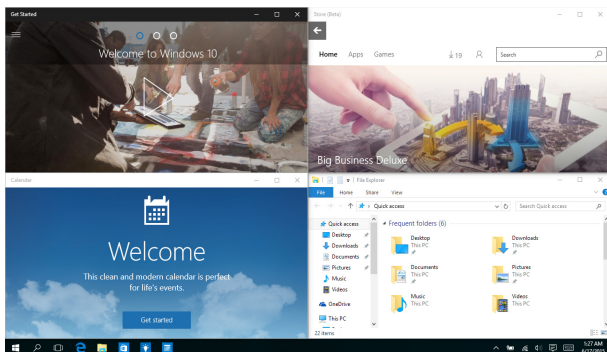 Get Started
Welcome to Windows 10
Store (Beta)
Home Apps Games
19
Search
Big Business Deluxe
Calendar
Welcome
This clean and modern calendar is perfect
for life's events.
Get started
File Explorer
File Home Share View
Quick access
Search Quick access
Quick access
Desktop
Downloads
Documents
Pictures
Music
Videos
OneDrive
This PC
22 items
Frequent folders (6)
Desktop
This PC
Downloads
This PC
Documents
This PC
Pictures
This PC
Music
This PC
Videos
This PC
1:27 AM
6/17/2015